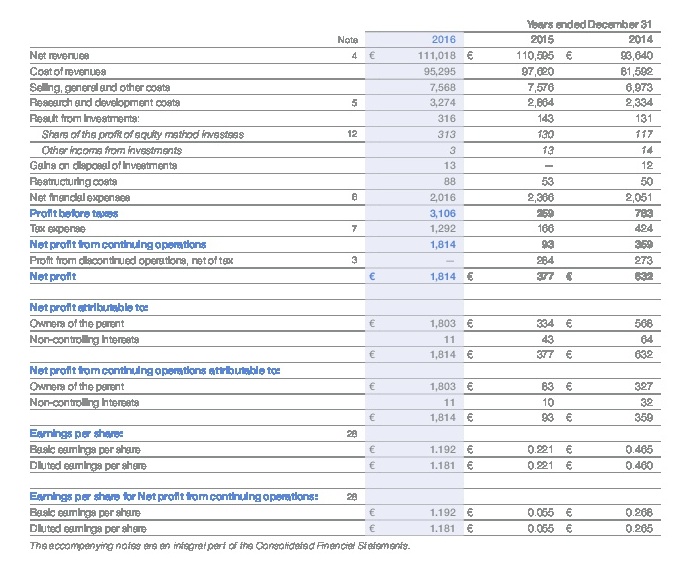 Years ended December 31
Note 2016 2015 2014
Net revenues 4 € 111,018 € 110,595 € 93,640
Cost of revenues 95,295 97,620 81,592
Selling, general and other costs 7,568 7,576 6,973
Research and development costs 5 3,274 2,864 2,334
Result from investments: 316 143 131
Share of the profit of equity method investees 12 313 130 117
Other income from investments 3 13 14
Gains on disposal of investments 13 — 12
Restructuring costs 88 53 50
Net financial expenses 6 2,016 2,366 2,051
Profit before taxes 3,106 259 783
Tax expense 7 1,292 166 424
Net profit from continuing operations 1,814 93 359
Profit from discontinued operations, net of tax 3 — 284 273
Net profit € 1,814 € 377 € 632
Net profit attributable to:
Owners of the parent € 1,803 € 334 € 568
Non-controlling interests 11 43 64
€ 1,814 € 377 € 632
Net profit from continuing operations attributable to:
Owners of the parent € 1,803 € 83 € 327
Non-controlling interests 11 10 32
€ 1,814 € 93 € 359
Earnings per share: 28
Basic earnings per share € 1.192 € 0.221 € 0.465
Diluted earnings per share € 1.181 € 0.221 € 0.460
Earnings per share for Net profit from continuing operations: 28
Basic earnings per share € 1.192 € 0.055 € 0.268
Diluted earnings per share € 1.181 € 0.055 € 0.265
The accompanying notes are an integral part of the Consolidated Financial Statements.